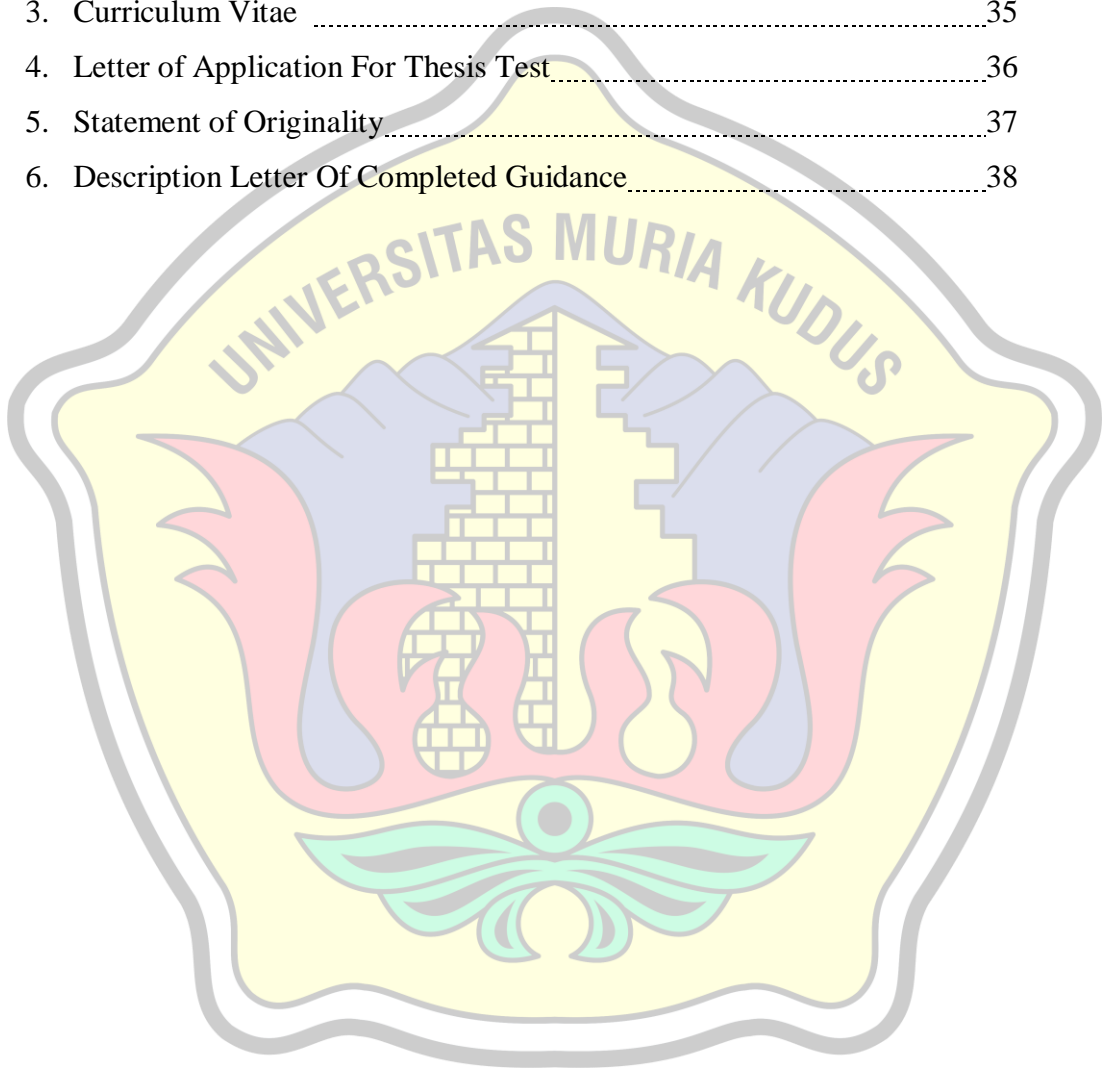 3. Curriculum Vitae 35
4. Letter of Application For Thesis Test 36
5. Statement of Originality 37
6. Description Letter Of Completed Guidance 38
UNIVERSITAS MURIA KUDUS